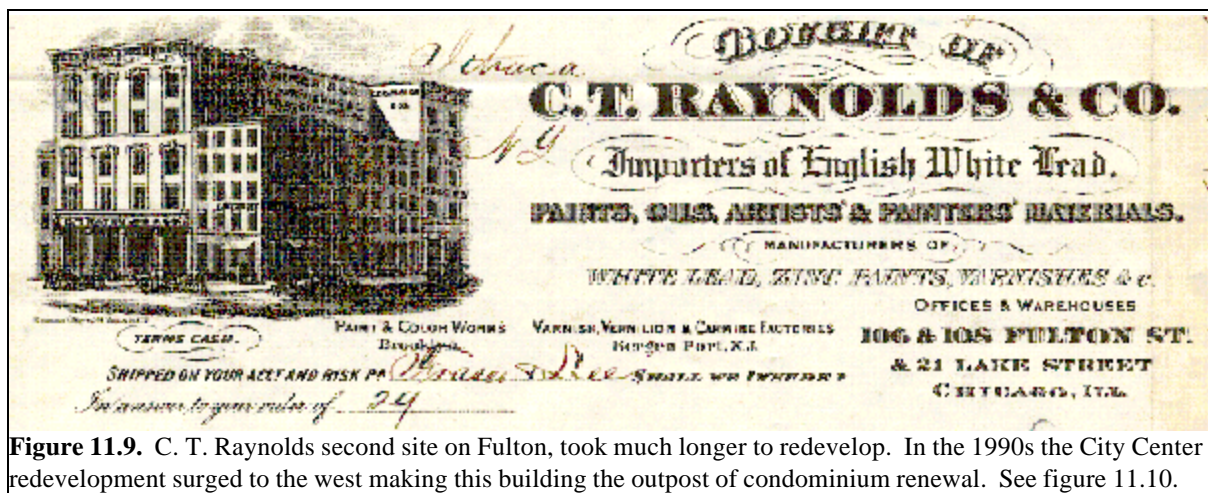 Ithaca
N Y
BOUGHT OF
C.T. RAYNOLDS & CO.
Importers of English White Lead.
PAINTS, OILS, ARTISTS' & PAINTERS' MATERIALS.
MANUFACTURERS OF
WHITE LEAD, ZINC PAINTS, VARNISHES & c.
OFFICES & WAREHOUSES
106 & 108 FULTON ST.
& 21 LAKE STREET
CHICAGO, ILL.
TERMS CASH.
PAINT & COLOR WORKS
Brooklyn.
VARNISH, VERMILION & CARMINE FACTORIES
Bergen Port, N.J.
SHIPPED ON YOUR ACCT AND RISK PR
In answer to your order of 24
Figure 11.9. C. T. Raynolds second site on Fulton, took much longer to redevelop. In the 1990s the City Center
redevelopment surged to the west making this building the outpost of condominium renewal. See figure 11.10.